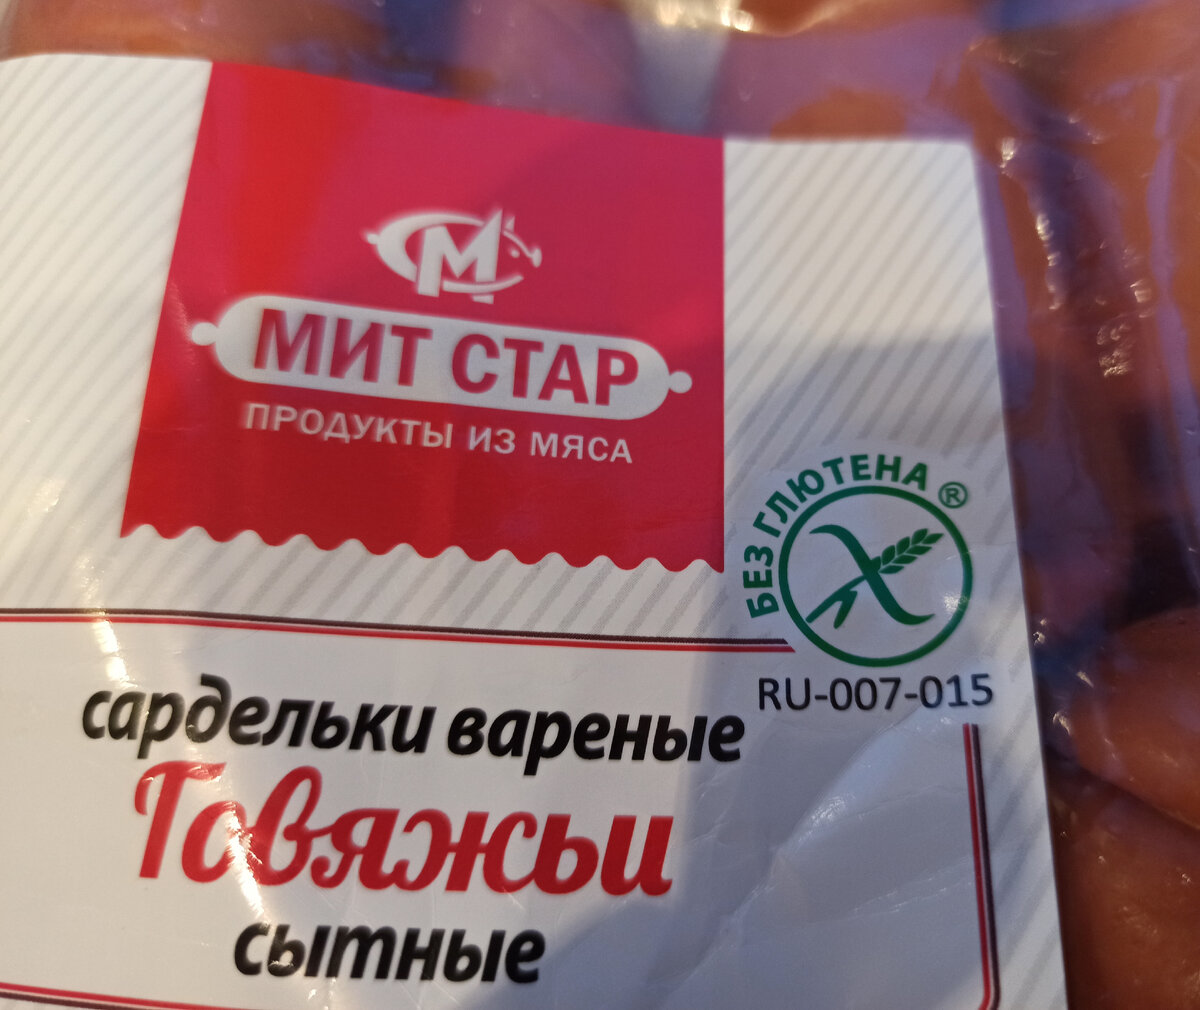 М
МИТ СТАР
ПРОДУКТЫ ИЗ МЯСА
БЕЗ ГЛЮТЕНА ®
RU-007-015
сардельки вареные
Говяжьи
сытные